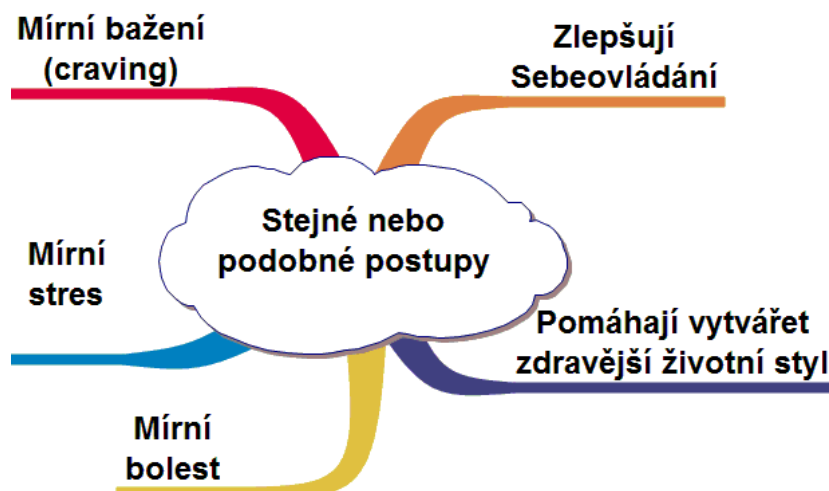 Mírní bažení
(craving)
Zlepšují
Sebeovládání
Stejné nebo
podobné postupy
Mírní
stres
Pomáhají vytvářet
zdravější životní styl
Mírní
bolest